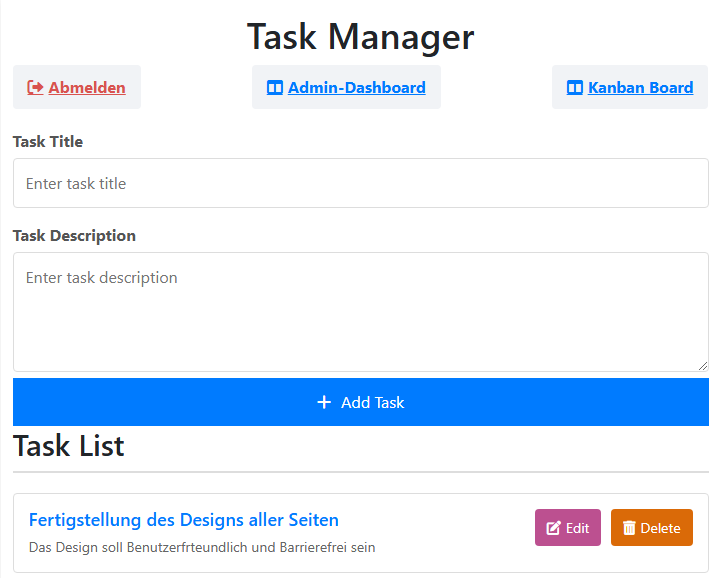 Task Manager
Abmelden
Admin-Dashboard
Kanban Board
Task Title
Enter task title
Task Description
Enter task description
Add Task
Task List
Fertigstellung des Designs aller Seiten
Edit
Delete
Das Design soll Benutzerfrteundlich und Barrierefrei sein